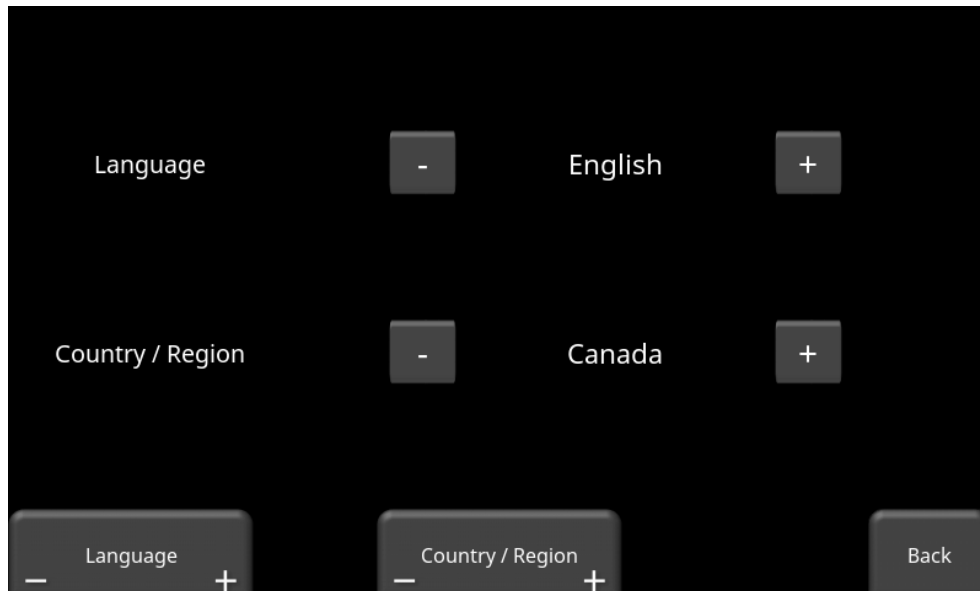 Language - English +
Country / Region - Canada +
Language Country / Region Back
− + − +